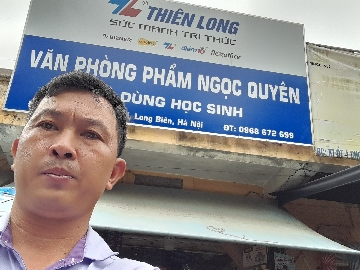 THIÊN LONG
SỨC MẠNH TRI THỨC
VĂN PHÒNG PHẨM NGỌC QUYÊN
DÙNG HỌC SINH
Long Biên, Hà Nội
ĐT: 0968 672 699